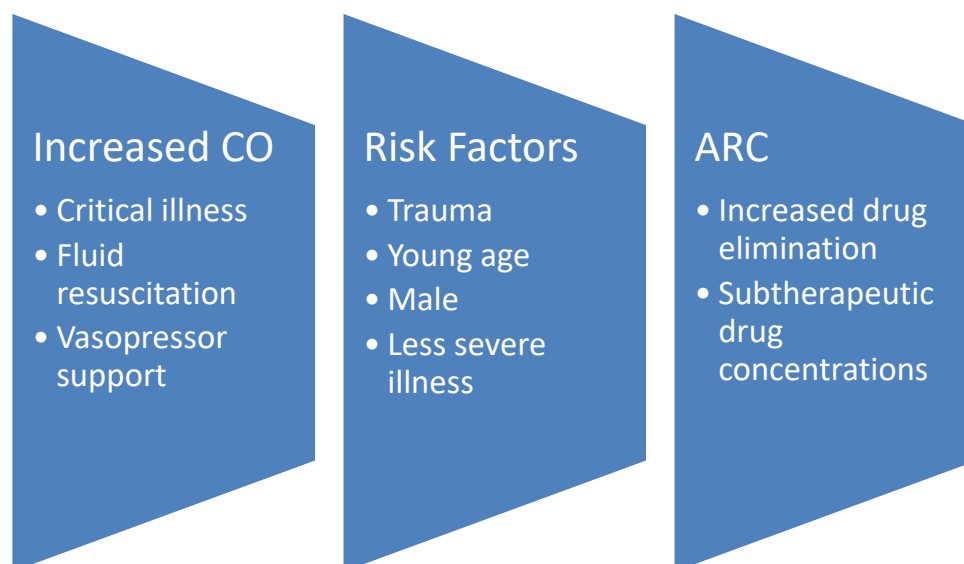 Increased CO
• Critical illness
• Fluid
resuscitation
• Vasopressor
support
Risk Factors
• Trauma
• Young age
• Male
• Less severe
illness
ARC
• Increased drug
elimination
• Subtherapeutic
drug
concentrations